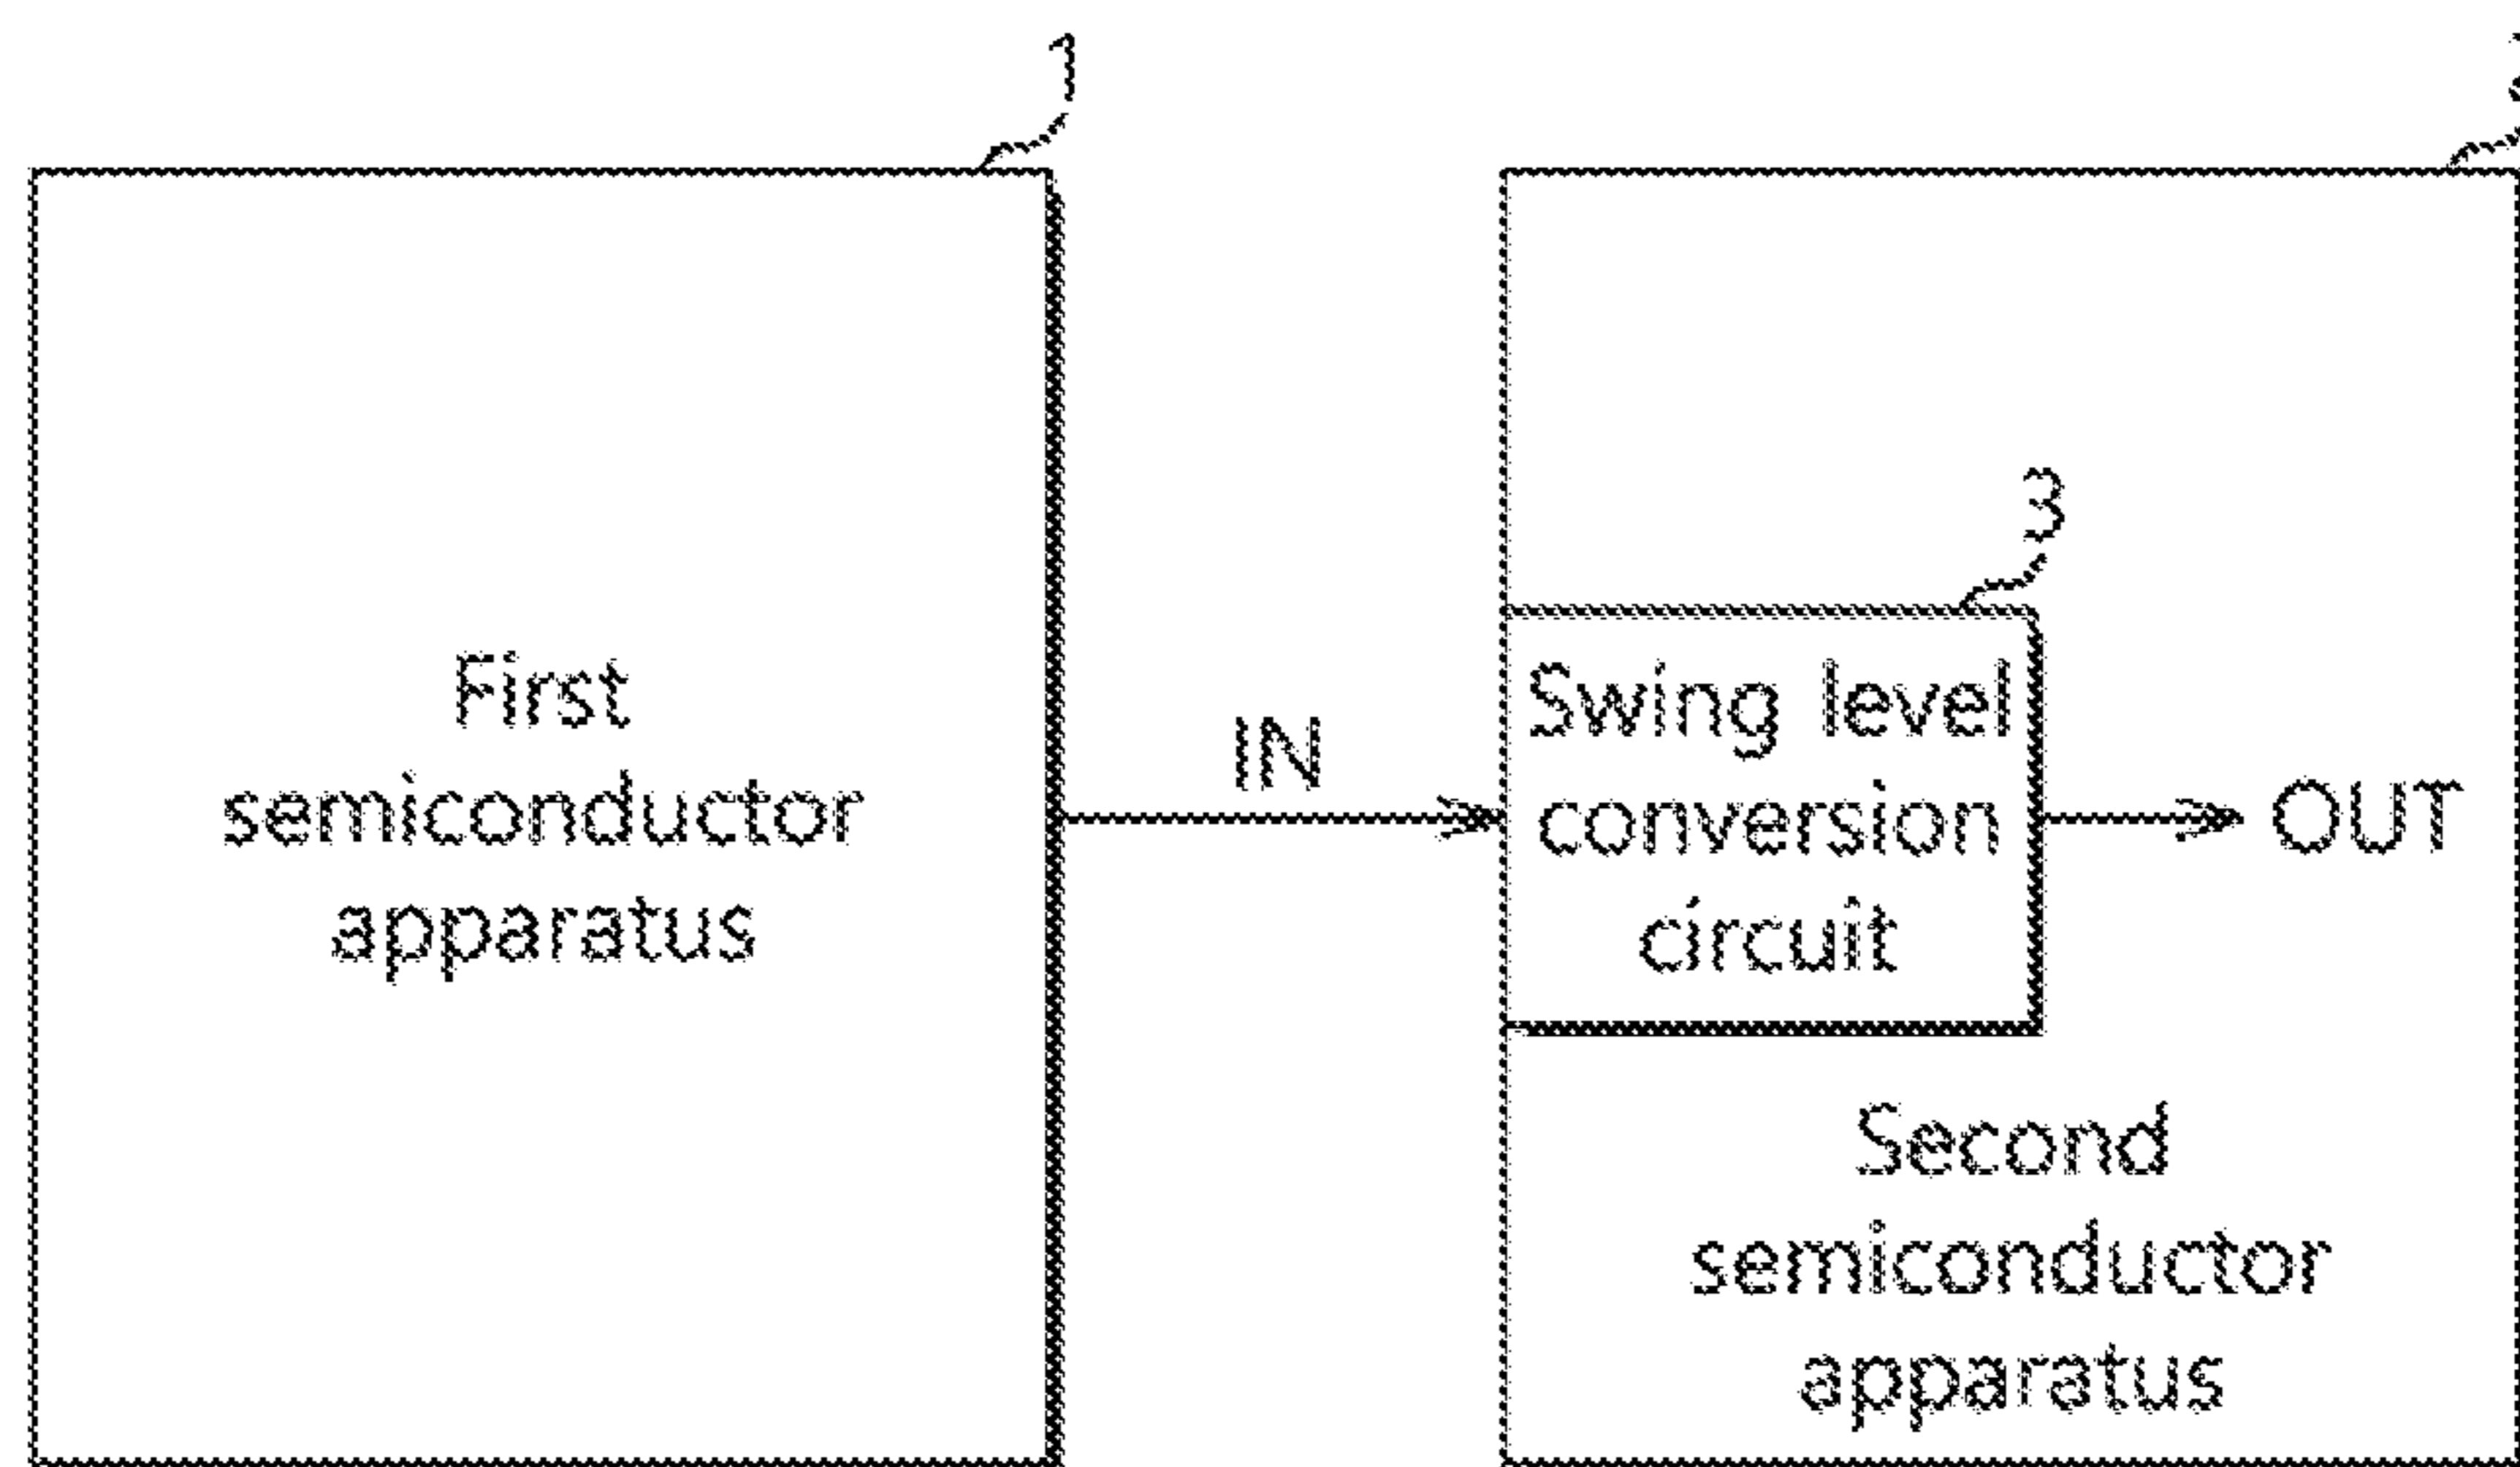 1
3
First
semiconductor
apparatus
IN
Swing level
conversion
circuit
OUT
Second
semiconductor
apparatus